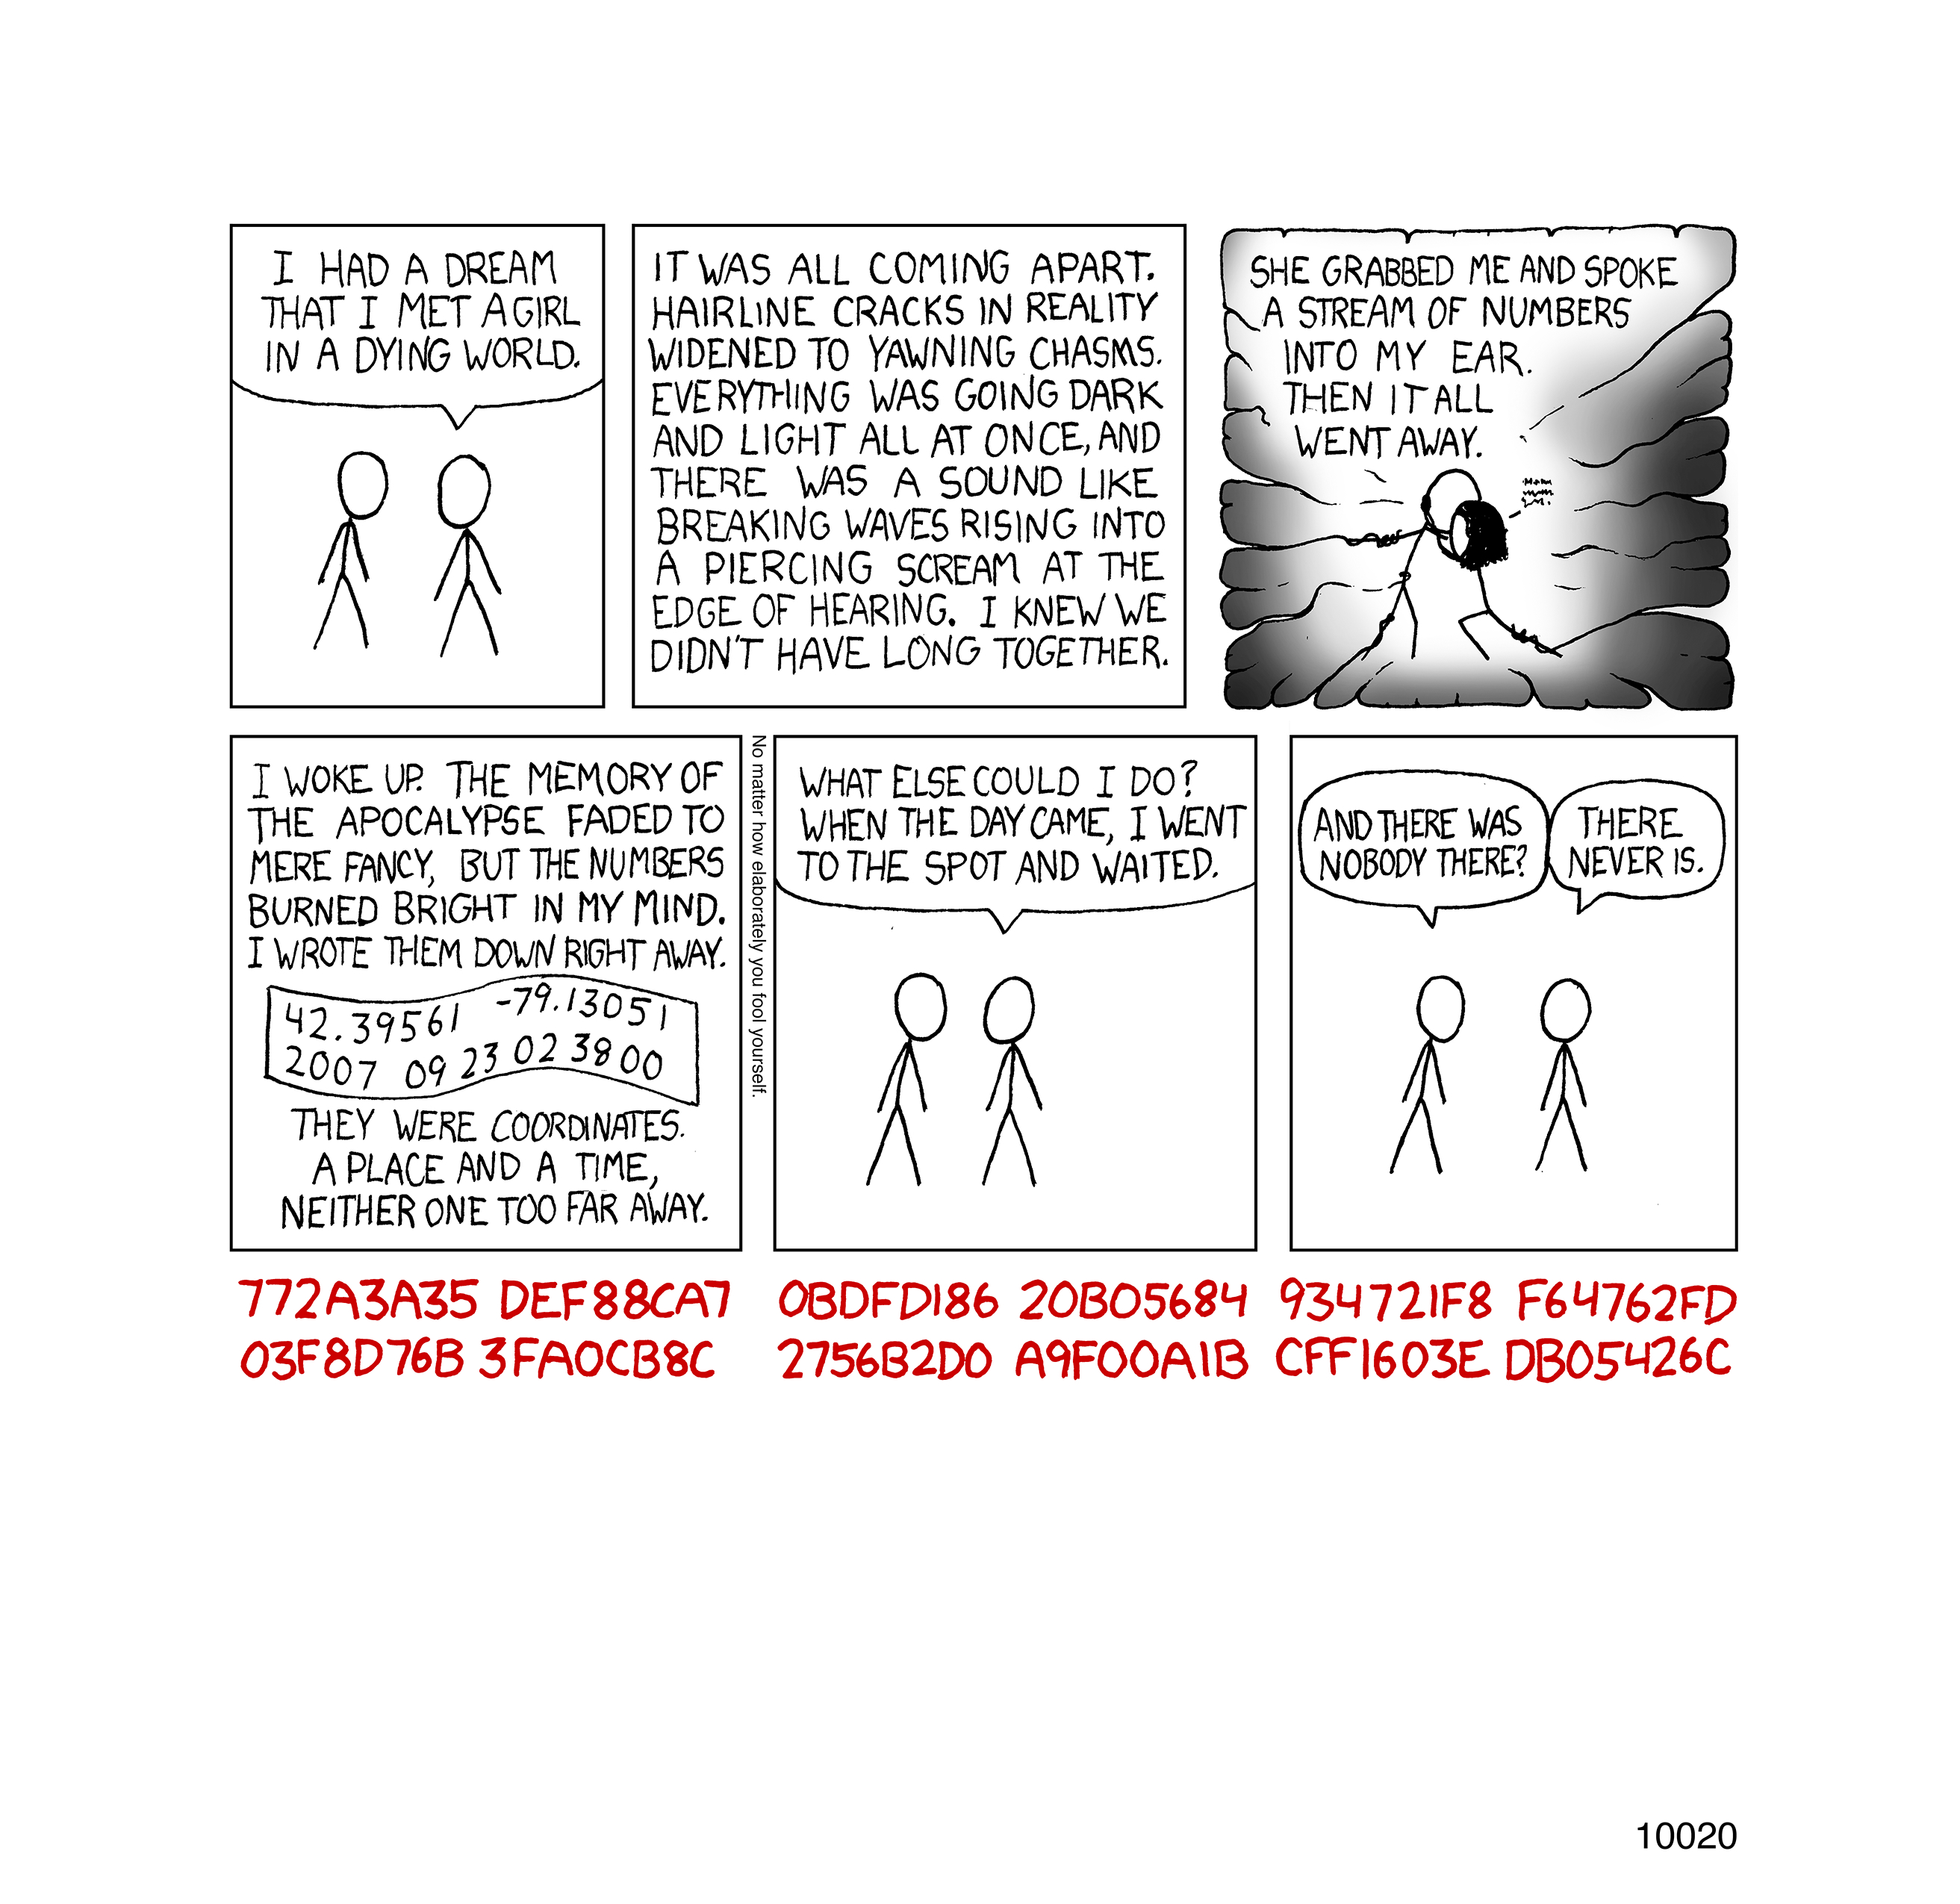 I HAD A DREAM
THAT I MET A GIRL
IN A DYING WORLD.
IT WAS ALL COMING APART.
HAIRLINE CRACKS IN REALITY
WIDENED TO YAWNING CHASMS.
EVERYTHING WAS GOING DARK
AND LIGHT ALL AT ONCE, AND
THERE WAS A SOUND LIKE
BREAKING WAVES RISING INTO
A PIERCING SCREAM AT THE
EDGE OF HEARING. I KNEW WE
DIDN'T HAVE LONG TOGETHER.
SHE GRABBED ME AND SPOKE
A STREAM OF NUMBERS
INTO MY EAR.
THEN IT ALL
WENT AWAY.
I WOKE UP. THE MEMORY OF
THE APOCALYPSE FADED TO
MERE FANCY, BUT THE NUMBERS
BURNED BRIGHT IN MY MIND.
I WROTE THEM DOWN RIGHT AWAY.
42.39561 -79.13051
2007 09 23 02 38 00
THEY WERE COORDINATES.
A PLACE AND A TIME,
NEITHER ONE TOO FAR AWAY.
No matter how elaborately you fool yourself.
WHAT ELSE COULD I DO?
WHEN THE DAY CAME, I WENT
TO THE SPOT AND WAITED.
AND THERE WAS
NOBODY THERE?
THERE
NEVER IS.
772A3A35 DEF88CA7 0BDFD186 20B05684 934721F8 F64762FD
03F8D76B 3FA0CB8C 2756B2D0 A9F00A1B CFF1603E DB05426C
10020